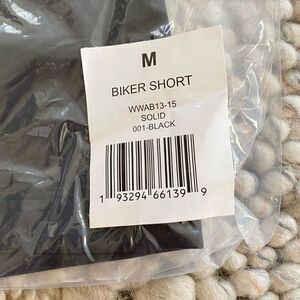 M
BIKER SHORT
WWAB13-15
SOLID
001-BLACK
1 93294 66139 9